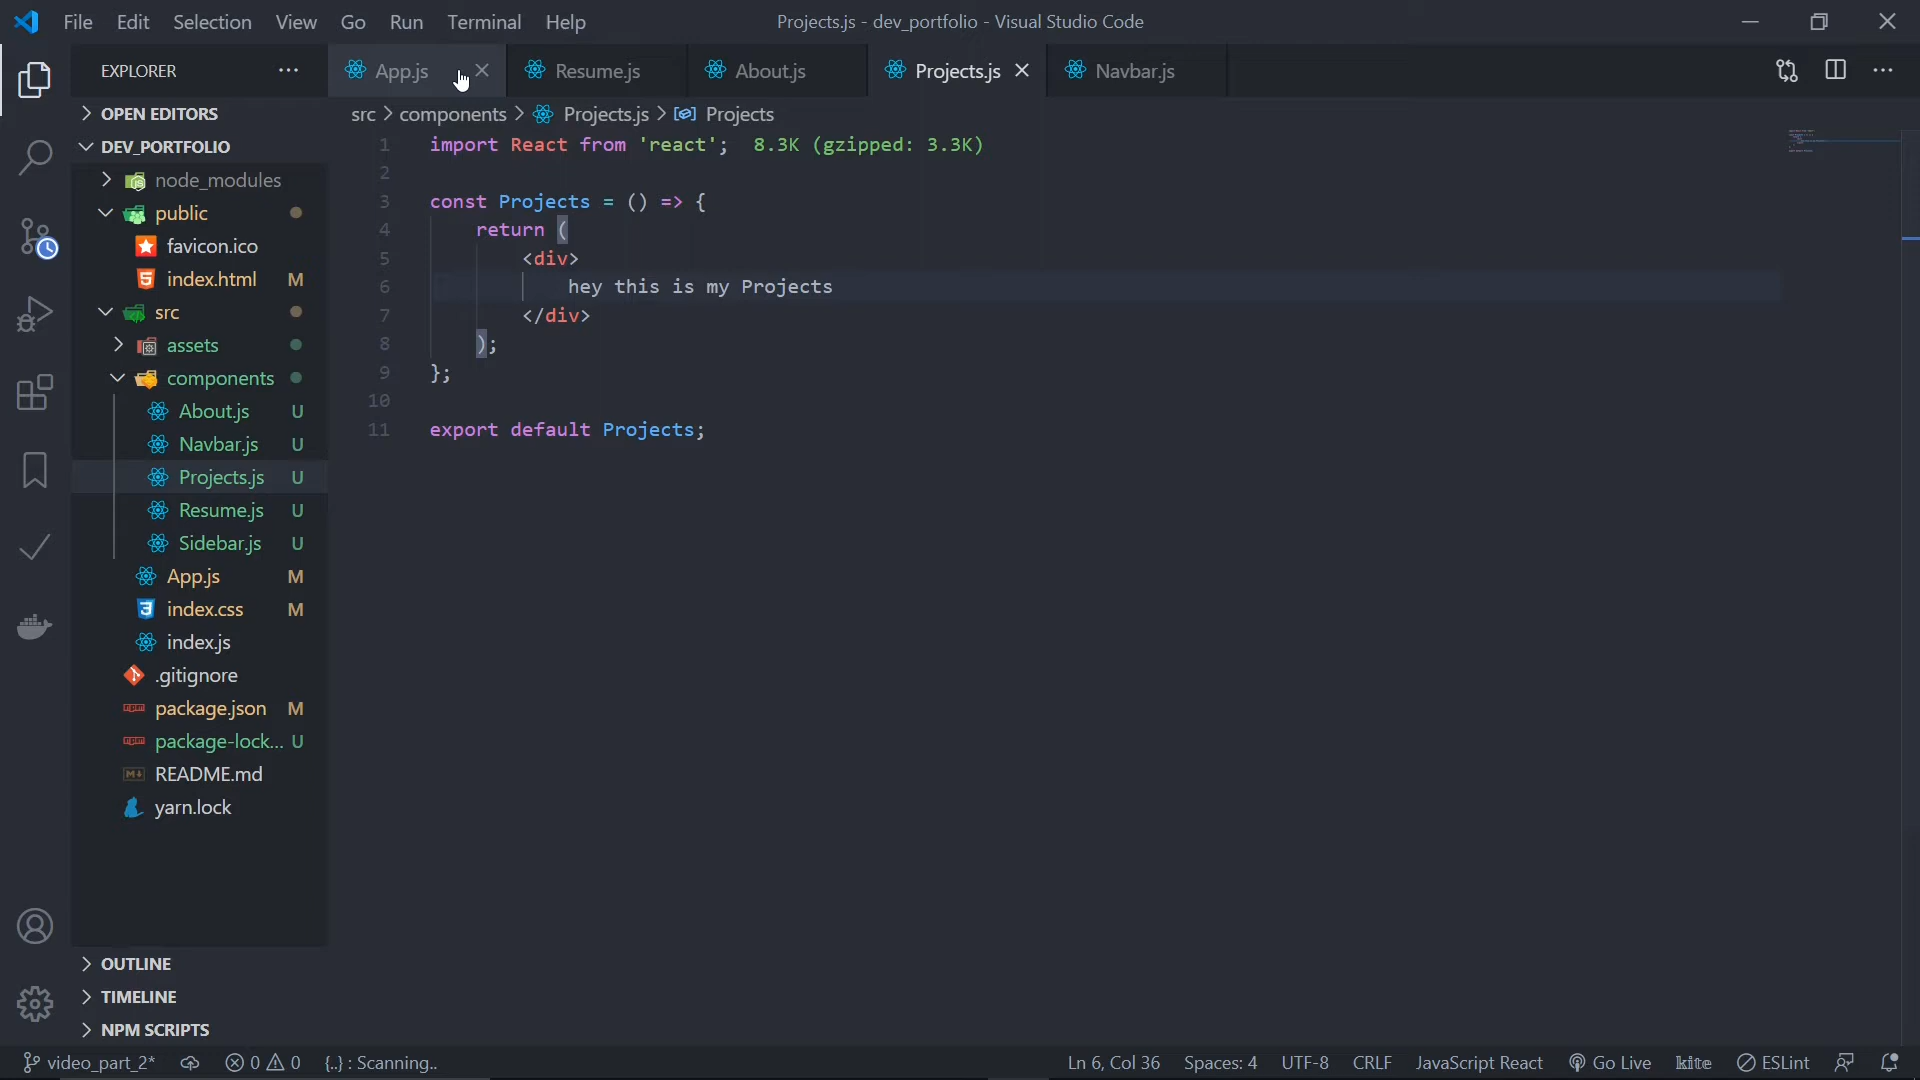 File Edit Selection View Go Run Terminal Help
Projects.js - dev_portfolio - Visual Studio Code
EXPLORER
App.js
Resume.js
About.js
Projects.js
Navbar.js
OPEN EDITORS
DEV_PORTFOLIO
node_modules
public
favicon.ico
index.html M
src
assets
components
About.js U
Navbar.js U
Projects.js U
Resume.js U
Sidebar.js U
App.js M
index.css M
index.js
.gitignore
package.json M
package-lock... U
README.md
yarn.lock
OUTLINE
TIMELINE
NPM SCRIPTS
src > components > Projects.js > Projects
1 import React from 'react'; 8.3K (gzipped: 3.3K)
2
3 const Projects = () => {
4 return (
5 <div>
6 hey this is my Projects
7 </div>
8 );
9 };
10
11 export default Projects;
video_part_2* 0 0 {..} : Scanning..
Ln 6, Col 36 Spaces: 4 UTF-8 CRLF JavaScript React Go Live kite ESLint